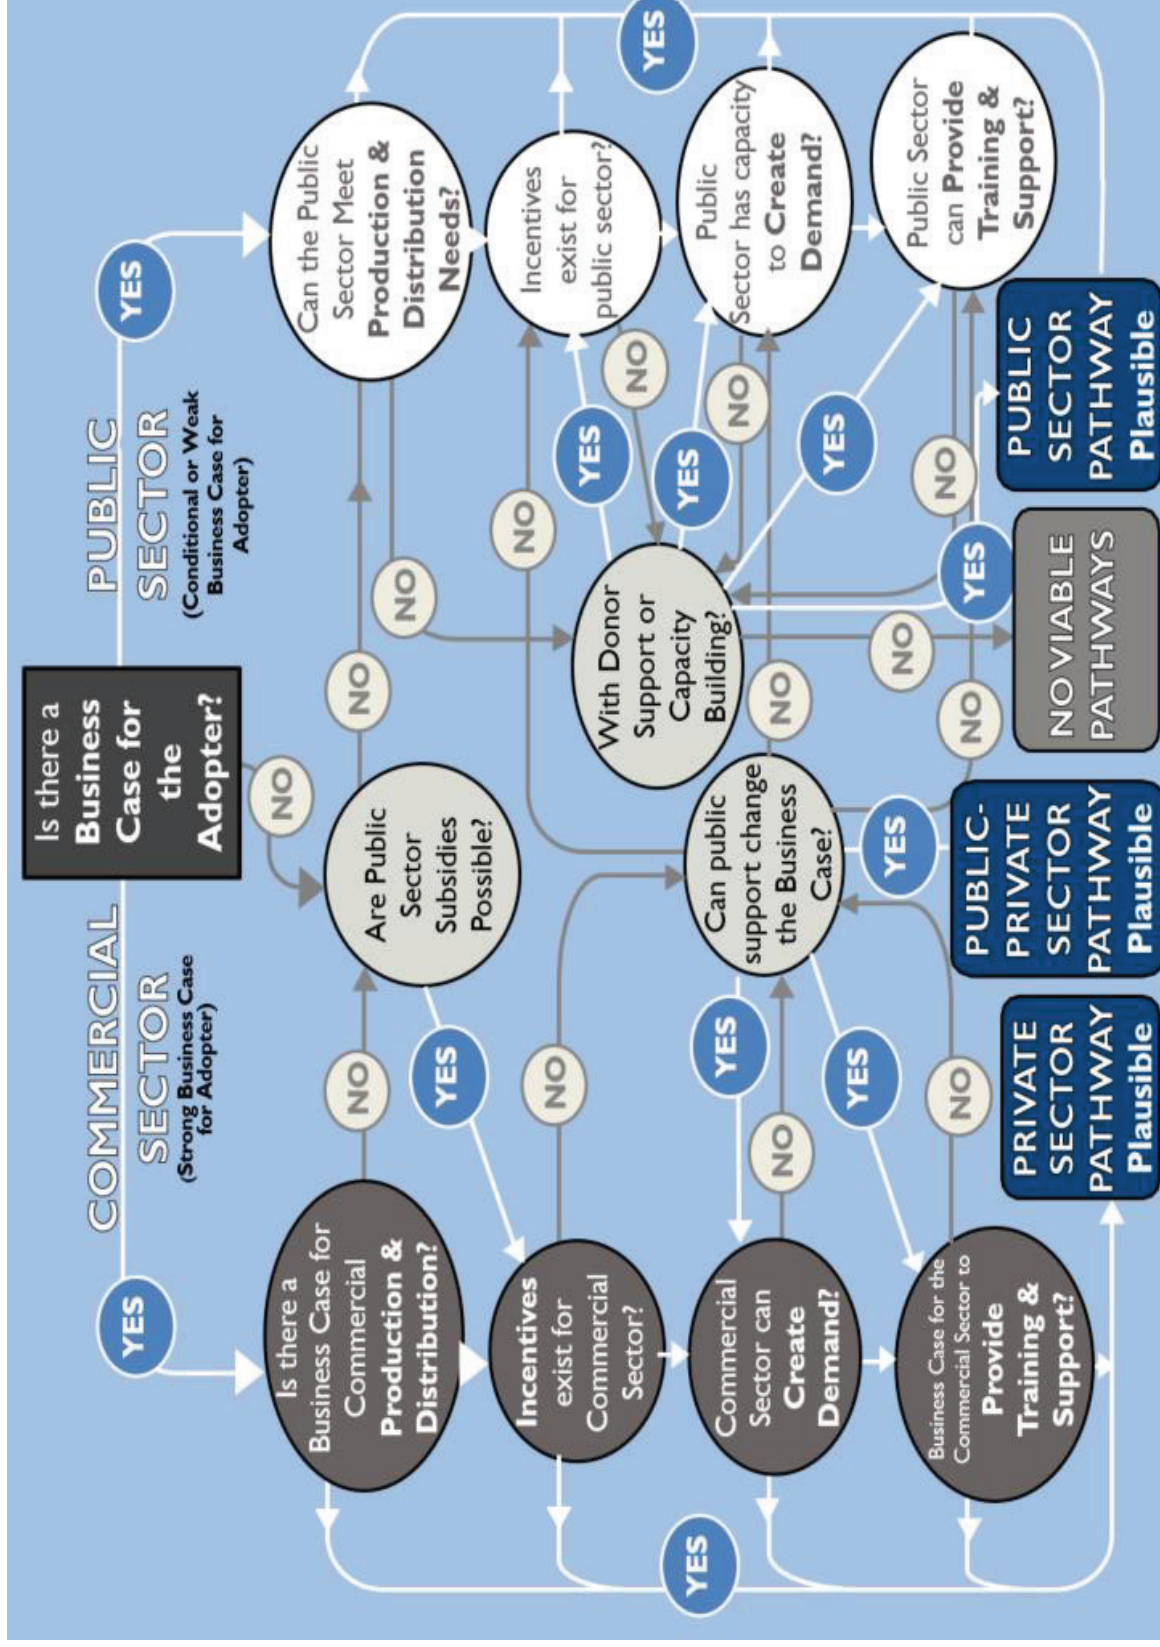 Is there a
Business
Case for
the
Adopter?
COMMERCIAL
SECTOR
(Strong Business Case
for Adopter)
PUBLIC
SECTOR
(Conditional or Weak
Business Case for
Adopter)
YES
NO
YES
Is there a
Business Case for
Commercial
Production &
Distribution?
NO
Are Public
Sector
Subsidies
Possible?
NO
Can the Public
Sector Meet
Production &
Distribution
Needs?
YES
NO
Incentives
exist for
Commercial
Sector?
NO
NO
With Donor
Support or
Capacity
Building?
YES
NO
Incentives
exist for
public sector?
YES
YES
Commercial
Sector can
Create
Demand?
YES
NO
Can public
support change
the Business
Case?
NO
YES
NO
Public
Sector has capacity
to Create
Demand?
YES
Business Case for the
Commercial Sector to
Provide
Training &
Support?
YES
NO
YES
NO
NO
YES
NO
YES
Public Sector
can Provide
Training &
Support?
PRIVATE
SECTOR
PATHWAY
Plausible
PUBLIC-
PRIVATE
SECTOR
PATHWAY
Plausible
NO VIABLE
PATHWAYS
PUBLIC
SECTOR
PATHWAY
Plausible